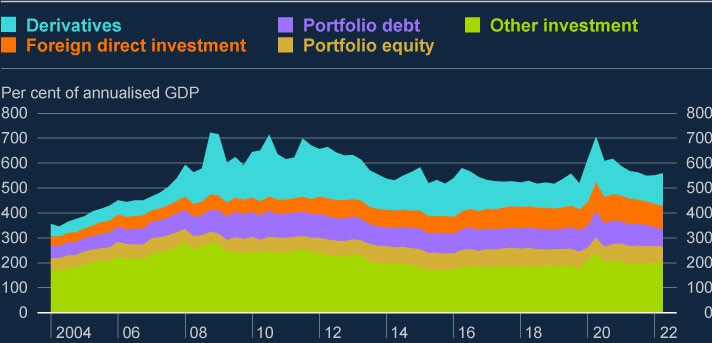 Derivatives Portfolio debt Other investment
Foreign direct investment Portfolio equity
Per cent of annualised GDP
800 800
700 700
600 600
500 500
400 400
300 300
200 200
100 100
0 0
2004 06 08 10 12 14 16 18 20 22